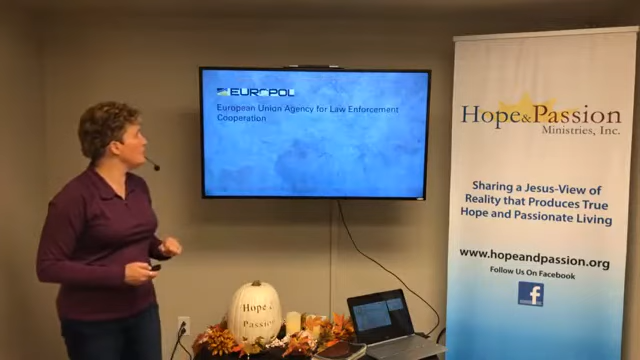 EUROPOL
European Union Agency for Law Enforcement
Cooperation
Hope&Passion
Ministries, Inc.
Sharing a Jesus-View of
Reality that Produces True
Hope and Passionate Living
www.hopeandpassion.org
Follow Us On Facebook
f
Hope &
Passion